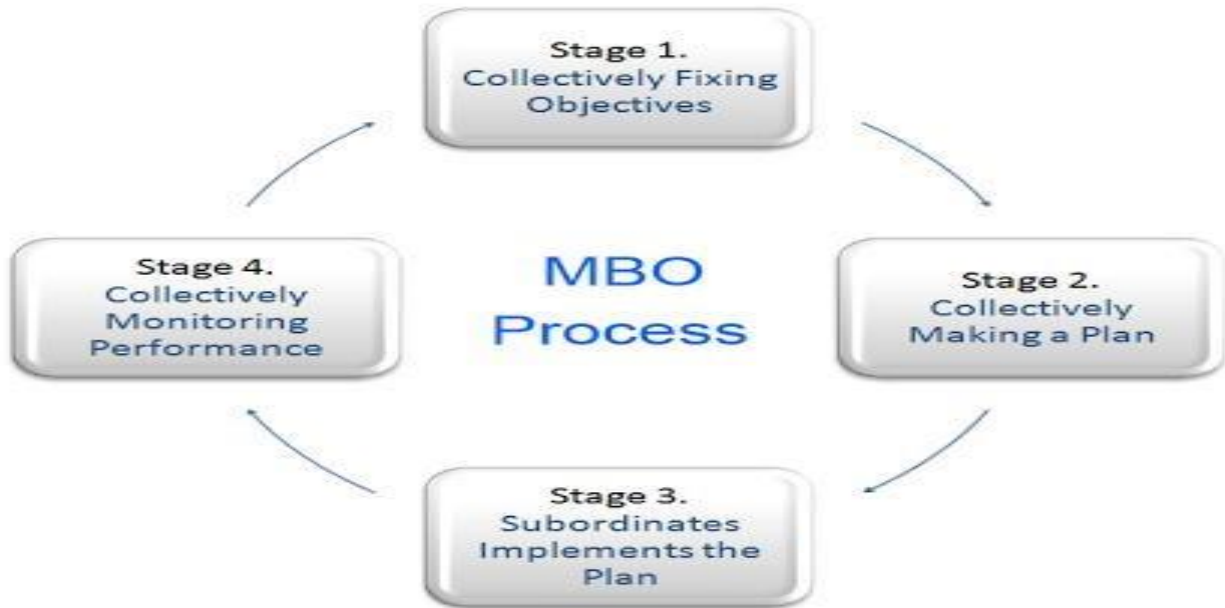 Stage 1.
Collectively Fixing
Objectives
Stage 4.
Collectively
Monitoring
Performance
MBO
Process
Stage 2.
Collectively
Making a Plan
Stage 3.
Subordinates
Implements the
Plan